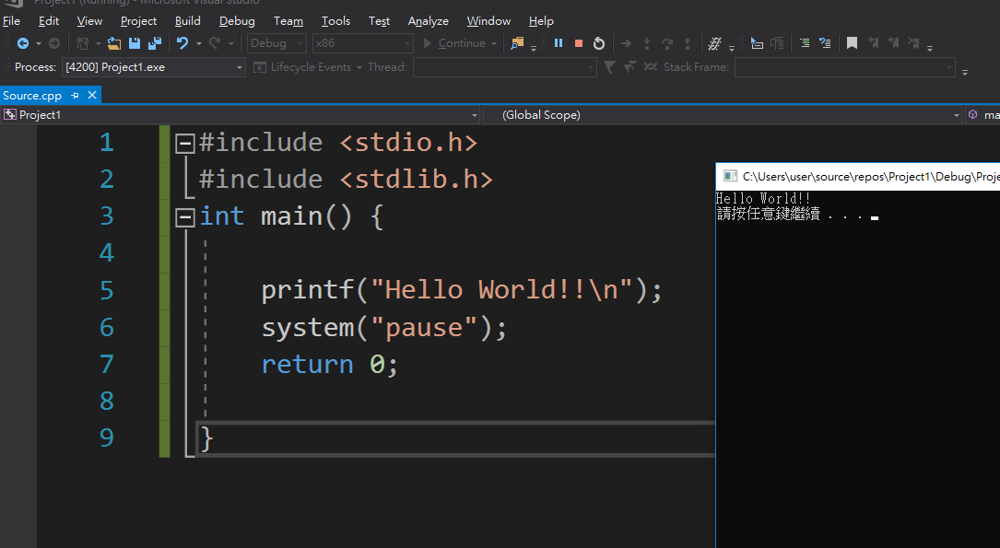 Project1 (Running) - Microsoft Visual Studio
File Edit View Project Build Debug Team Tools Test Analyze Window Help
Debug x86 Continue
Process: [4200] Project1.exe Lifecycle Events Thread: Stack Frame:
Source.cpp
Project1 (Global Scope) ma
1 #include <stdio.h>
2 #include <stdlib.h>
3 int main() {
4
5 printf("Hello World!!\n");
6 system("pause");
7 return 0;
8
9 }
C:\Users\user\source\repos\Project1\Debug\Proje
Hello World!!
請按任意鍵繼續 . . .